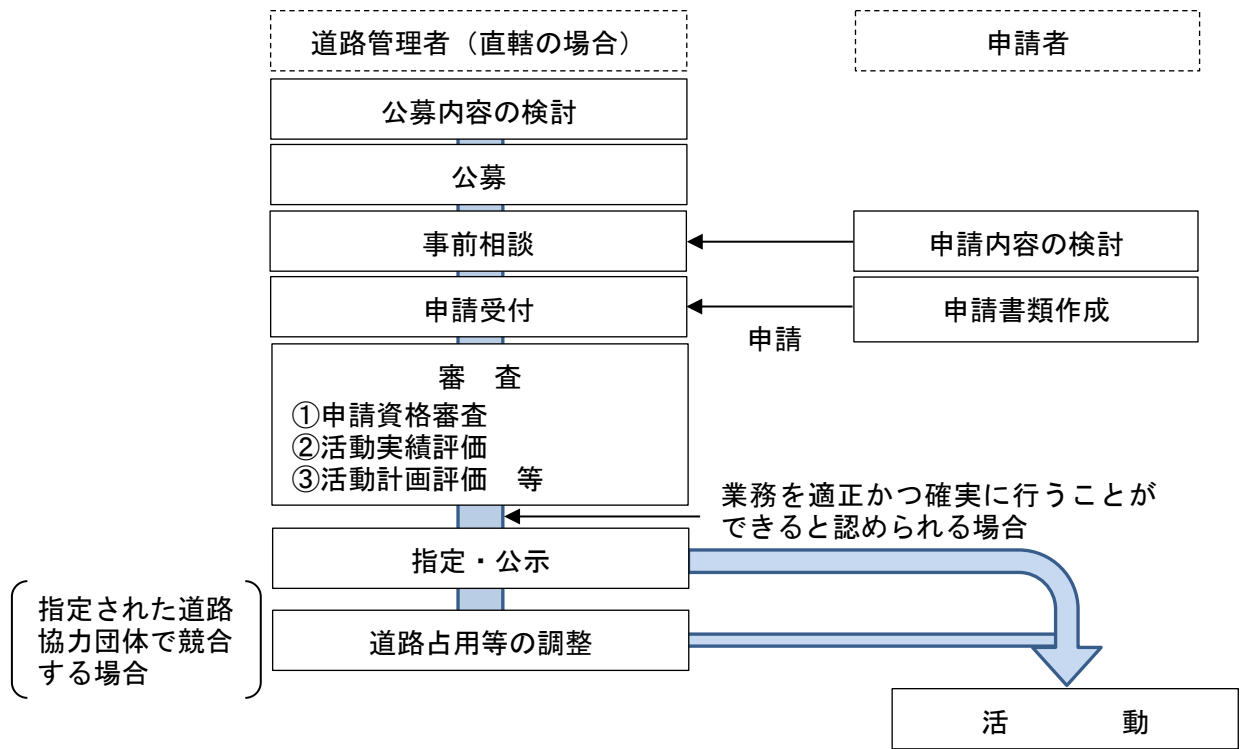 道路管理者（直轄の場合）
申請者
公募内容の検討
公募
事前相談
申請内容の検討
申請受付
申請書類作成
申請
審　査
①申請資格審査
②活動実績評価
③活動計画評価　等
業務を適正かつ確実に行うことが
できると認められる場合
指定・公示
指定された道路
協力団体で競合
する場合
道路占用等の調整
活　　　動